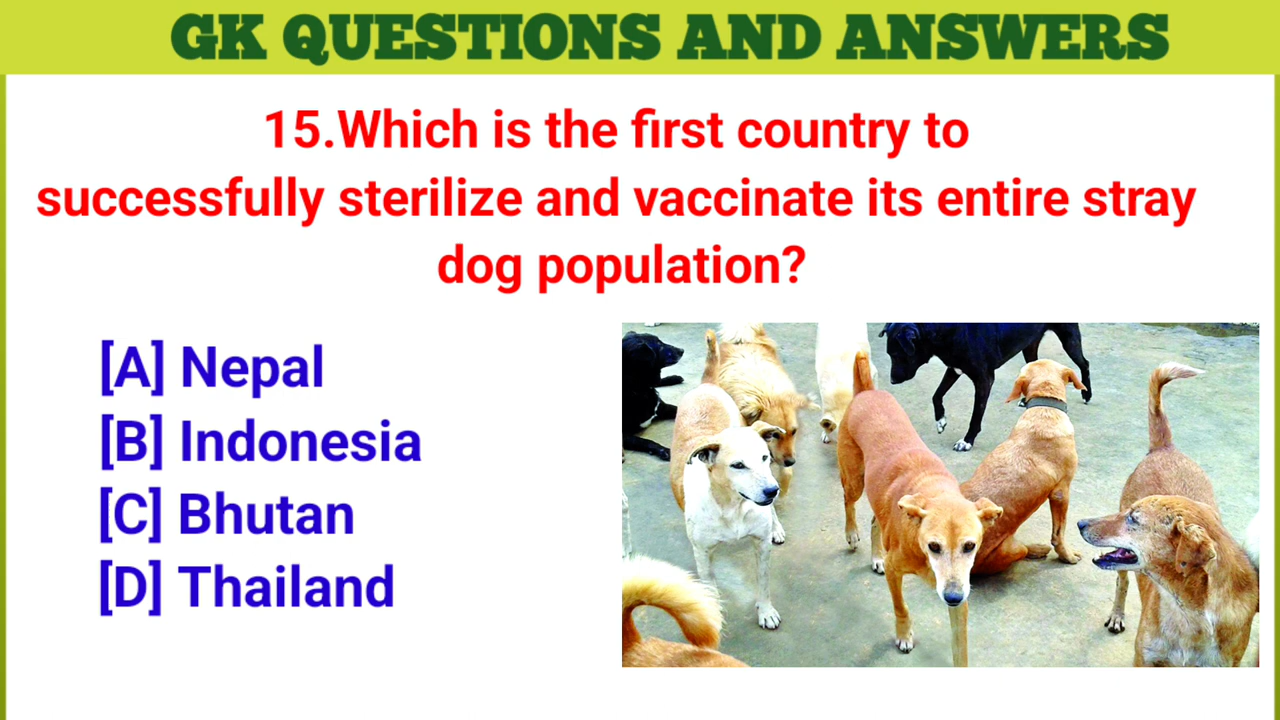 GK QUESTIONS AND ANSWERS
15.Which is the first country to
successfully sterilize and vaccinate its entire stray
dog population?
[A] Nepal
[B] Indonesia
[C] Bhutan
[D] Thailand